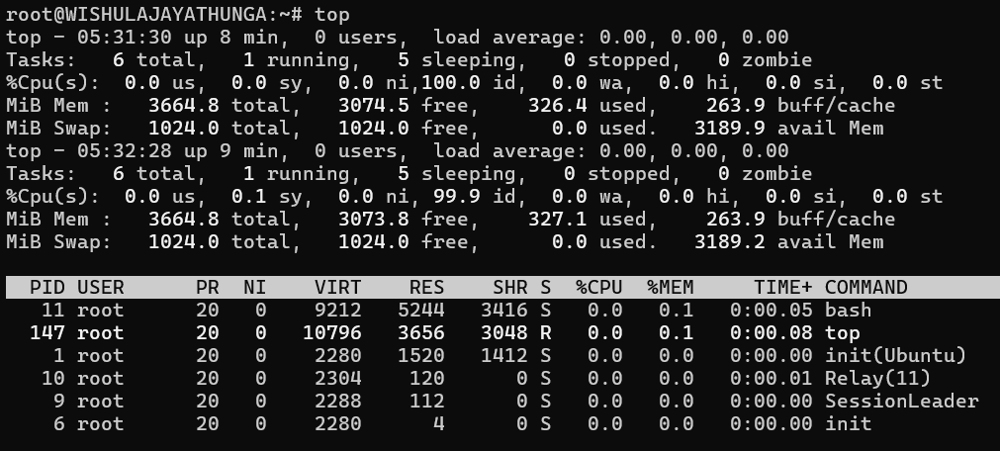 root@WISHULAJAYATHUNGA:~# top
top - 05:31:30 up 8 min,  0 users,  load average: 0.00, 0.00, 0.00
Tasks:   6 total,   1 running,   5 sleeping,   0 stopped,   0 zombie
%Cpu(s):  0.0 us,  0.0 sy,  0.0 ni,100.0 id,  0.0 wa,  0.0 hi,  0.0 si,  0.0 st
MiB Mem :   3664.8 total,   3074.5 free,    326.4 used,    263.9 buff/cache
MiB Swap:   1024.0 total,   1024.0 free,      0.0 used.   3189.9 avail Mem
top - 05:32:28 up 9 min,  0 users,  load average: 0.00, 0.00, 0.00
Tasks:   6 total,   1 running,   5 sleeping,   0 stopped,   0 zombie
%Cpu(s):  0.0 us,  0.1 sy,  0.0 ni, 99.9 id,  0.0 wa,  0.0 hi,  0.0 si,  0.0 st
MiB Mem :   3664.8 total,   3073.8 free,    327.1 used,    263.9 buff/cache
MiB Swap:   1024.0 total,   1024.0 free,      0.0 used.   3189.2 avail Mem
  PID USER      PR  NI    VIRT    RES    SHR S  %CPU  %MEM     TIME+ COMMAND
   11 root      20   0    9212   5244   3416 S   0.0   0.1   0:00.05 bash
  147 root      20   0   10796   3656   3048 R   0.0   0.1   0:00.08 top
    1 root      20   0    2280   1520   1412 S   0.0   0.0   0:00.00 init(Ubuntu)
   10 root      20   0    2304    120      0 S   0.0   0.0   0:00.01 Relay(11)
    9 root      20   0    2288    112      0 S   0.0   0.0   0:00.00 SessionLeader
    6 root      20   0    2280      4      0 S   0.0   0.0   0:00.00 init